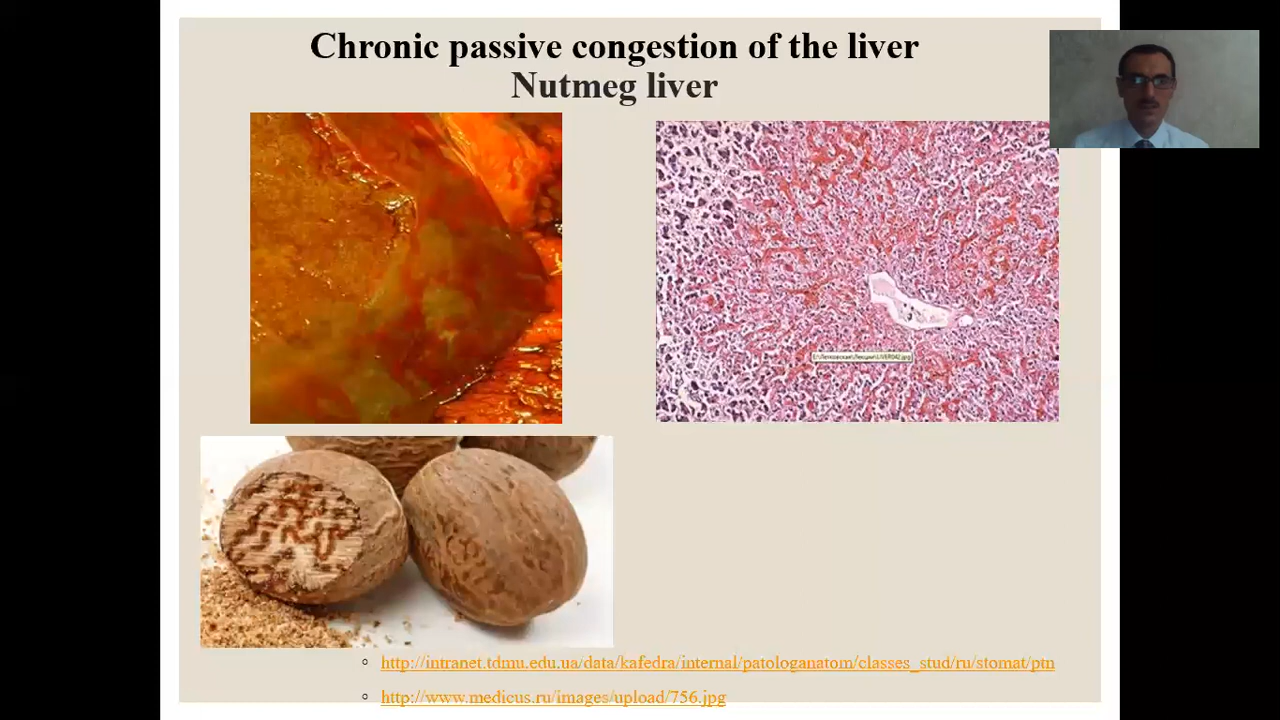 Chronic passive congestion of the liver
Nutmeg liver
http://intranet.tdmu.edu.ua/data/kafedra/internal/patologanatom/classes_stud/ru/stomat/ptn
http://www.medicus.ru/images/upload/756.jpg